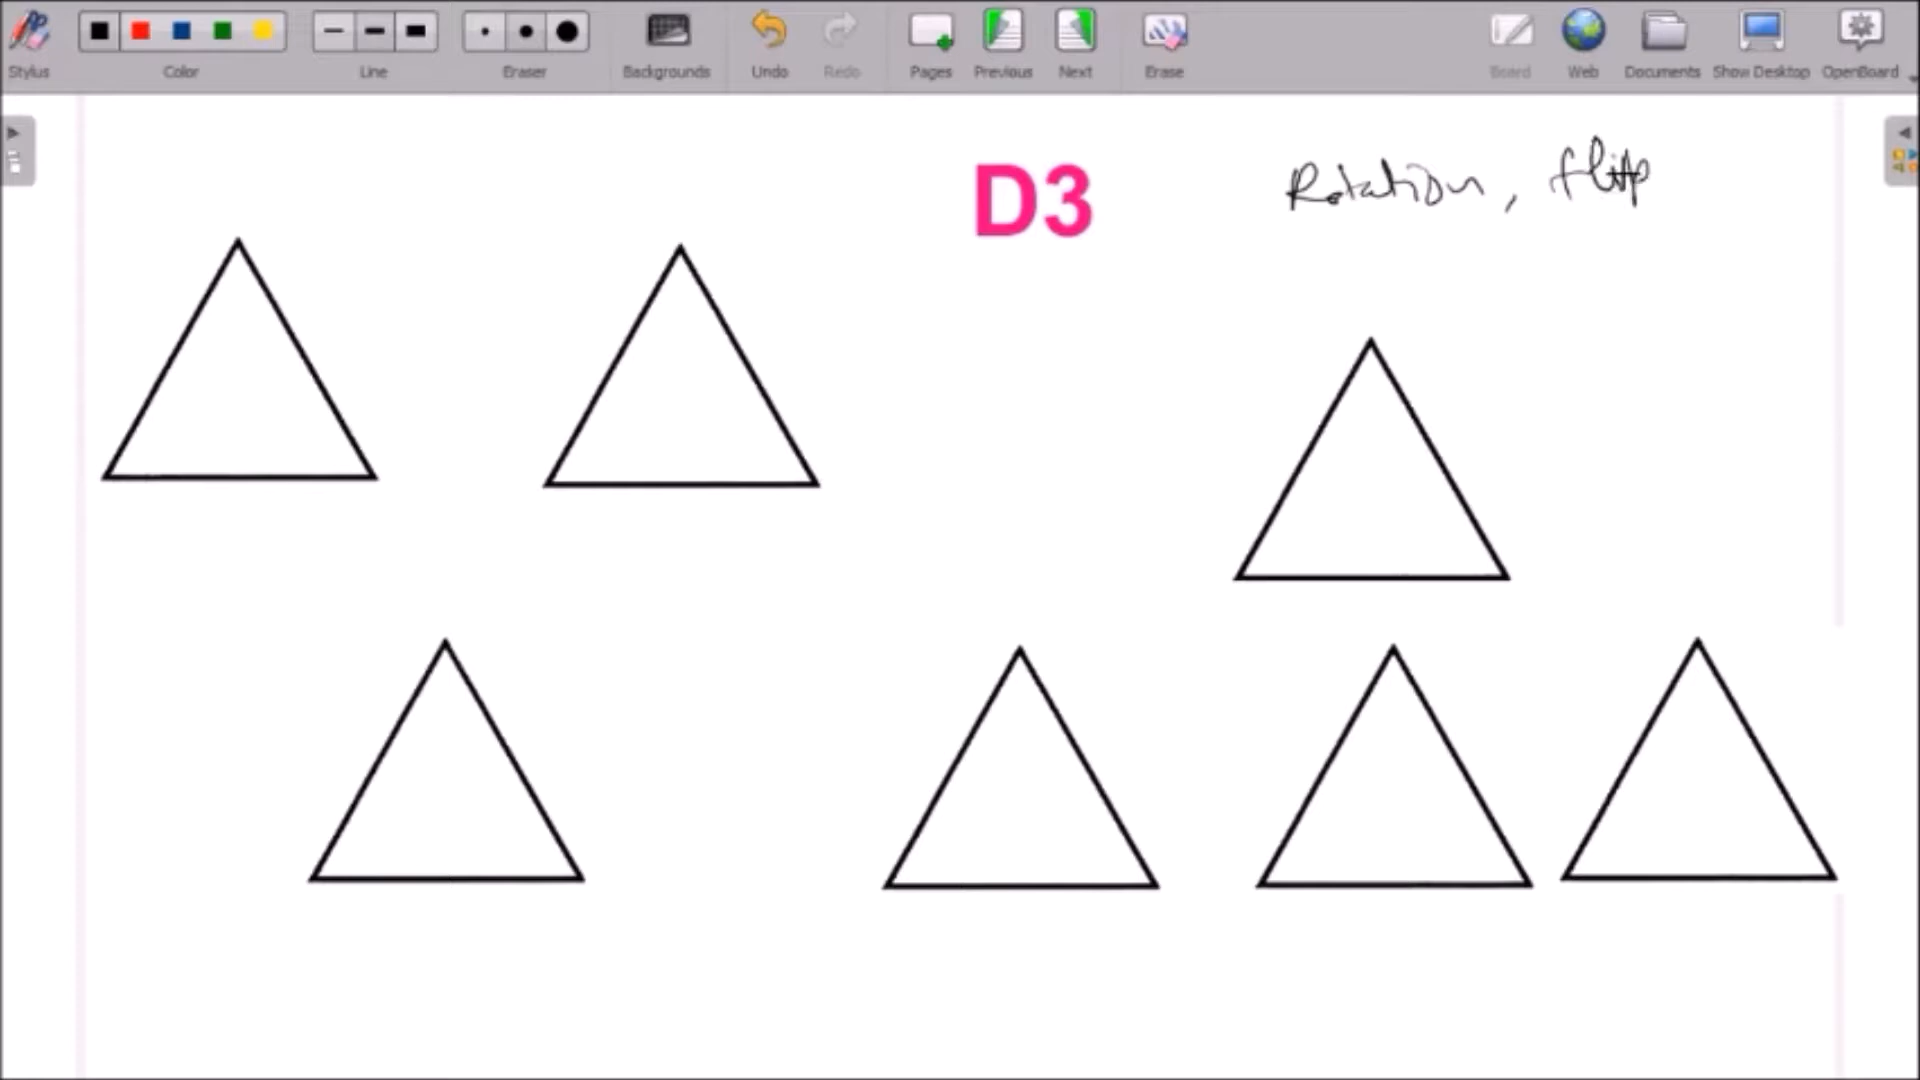 Stylus Color Line Eraser Backgrounds Undo Redo Pages Previous Next Erase Board Web Documents Show Desktop OpenBoard
D3 Rotation, flip